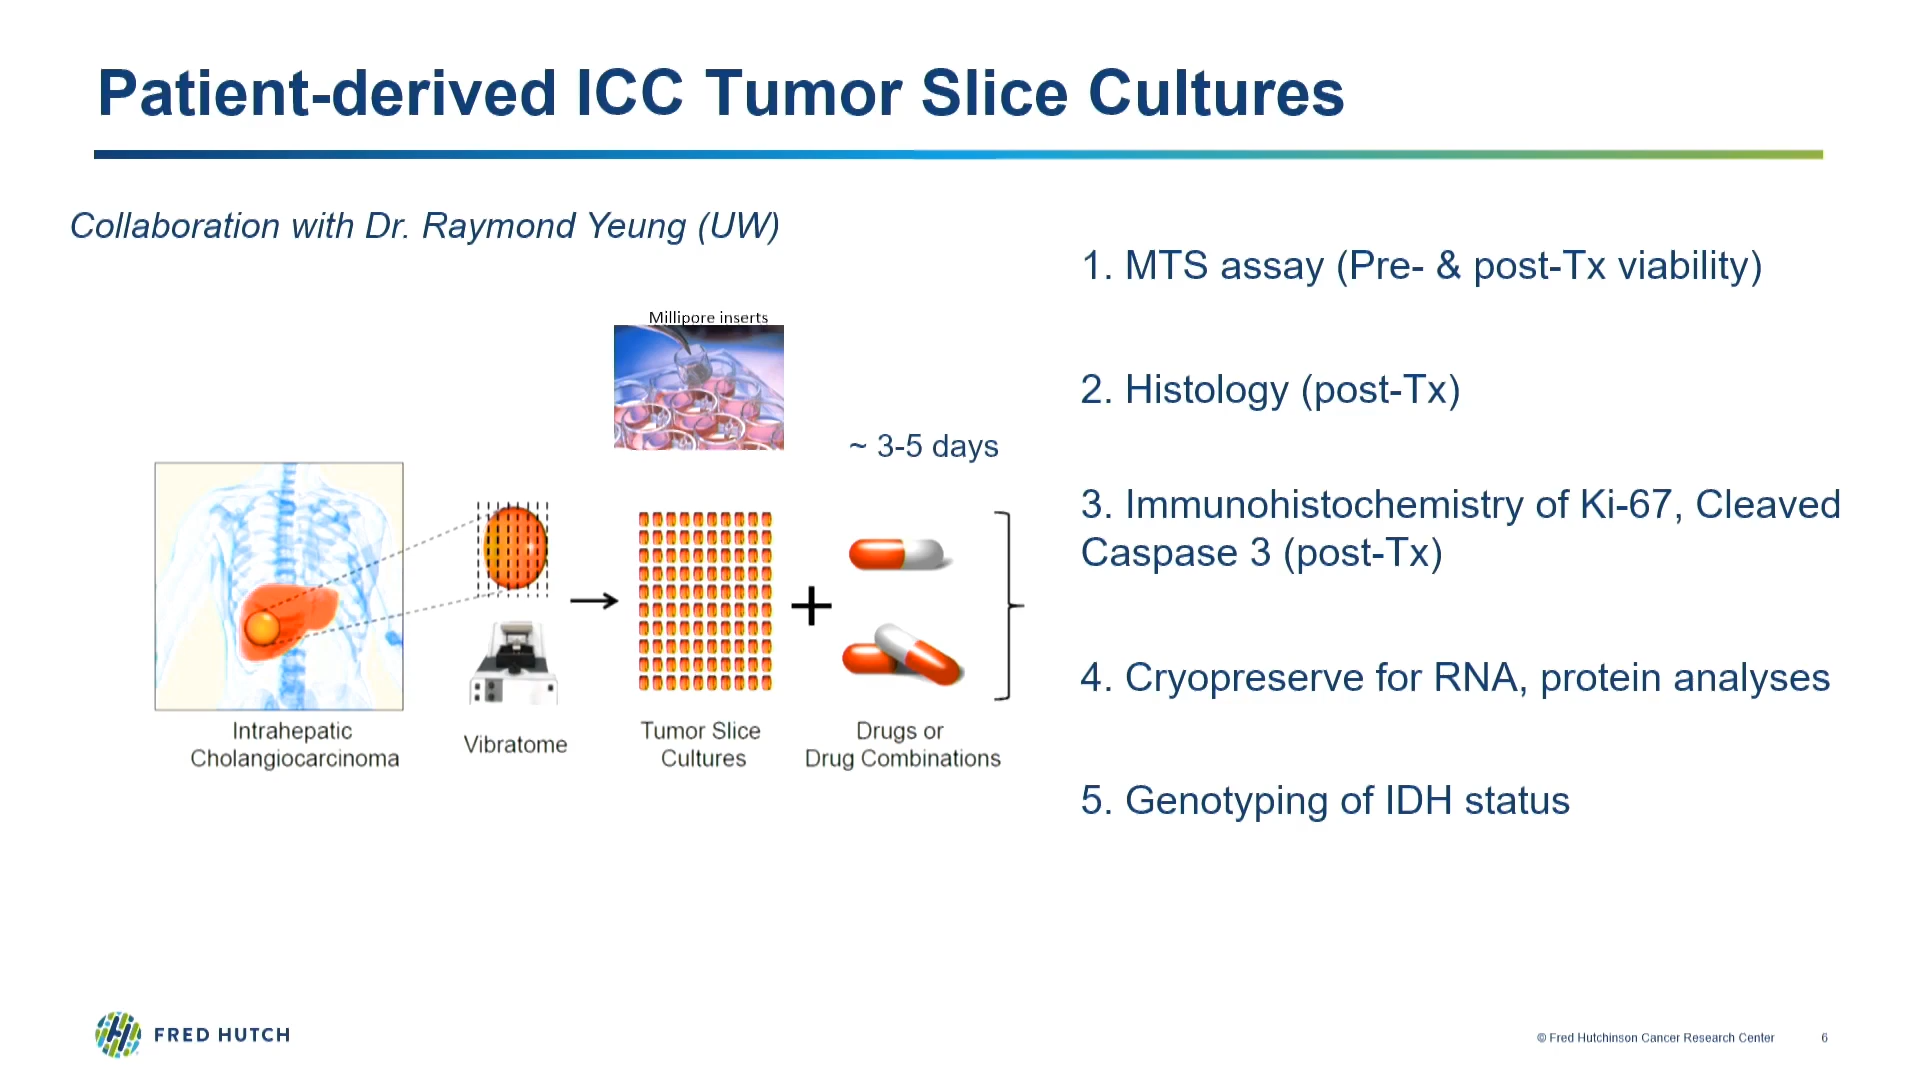 Patient-derived ICC Tumor Slice Cultures
Collaboration with Dr. Raymond Yeung (UW)
Millipore inserts
~ 3-5 days
Intrahepatic
Cholangiocarcinoma
Vibratome
Tumor Slice
Cultures
Drugs or
Drug Combinations
1. MTS assay (Pre- & post-Tx viability)
2. Histology (post-Tx)
3. Immunohistochemistry of Ki-67, Cleaved
Caspase 3 (post-Tx)
4. Cryopreserve for RNA, protein analyses
5. Genotyping of IDH status
FRED HUTCH
© Fred Hutchinson Cancer Research Center
6